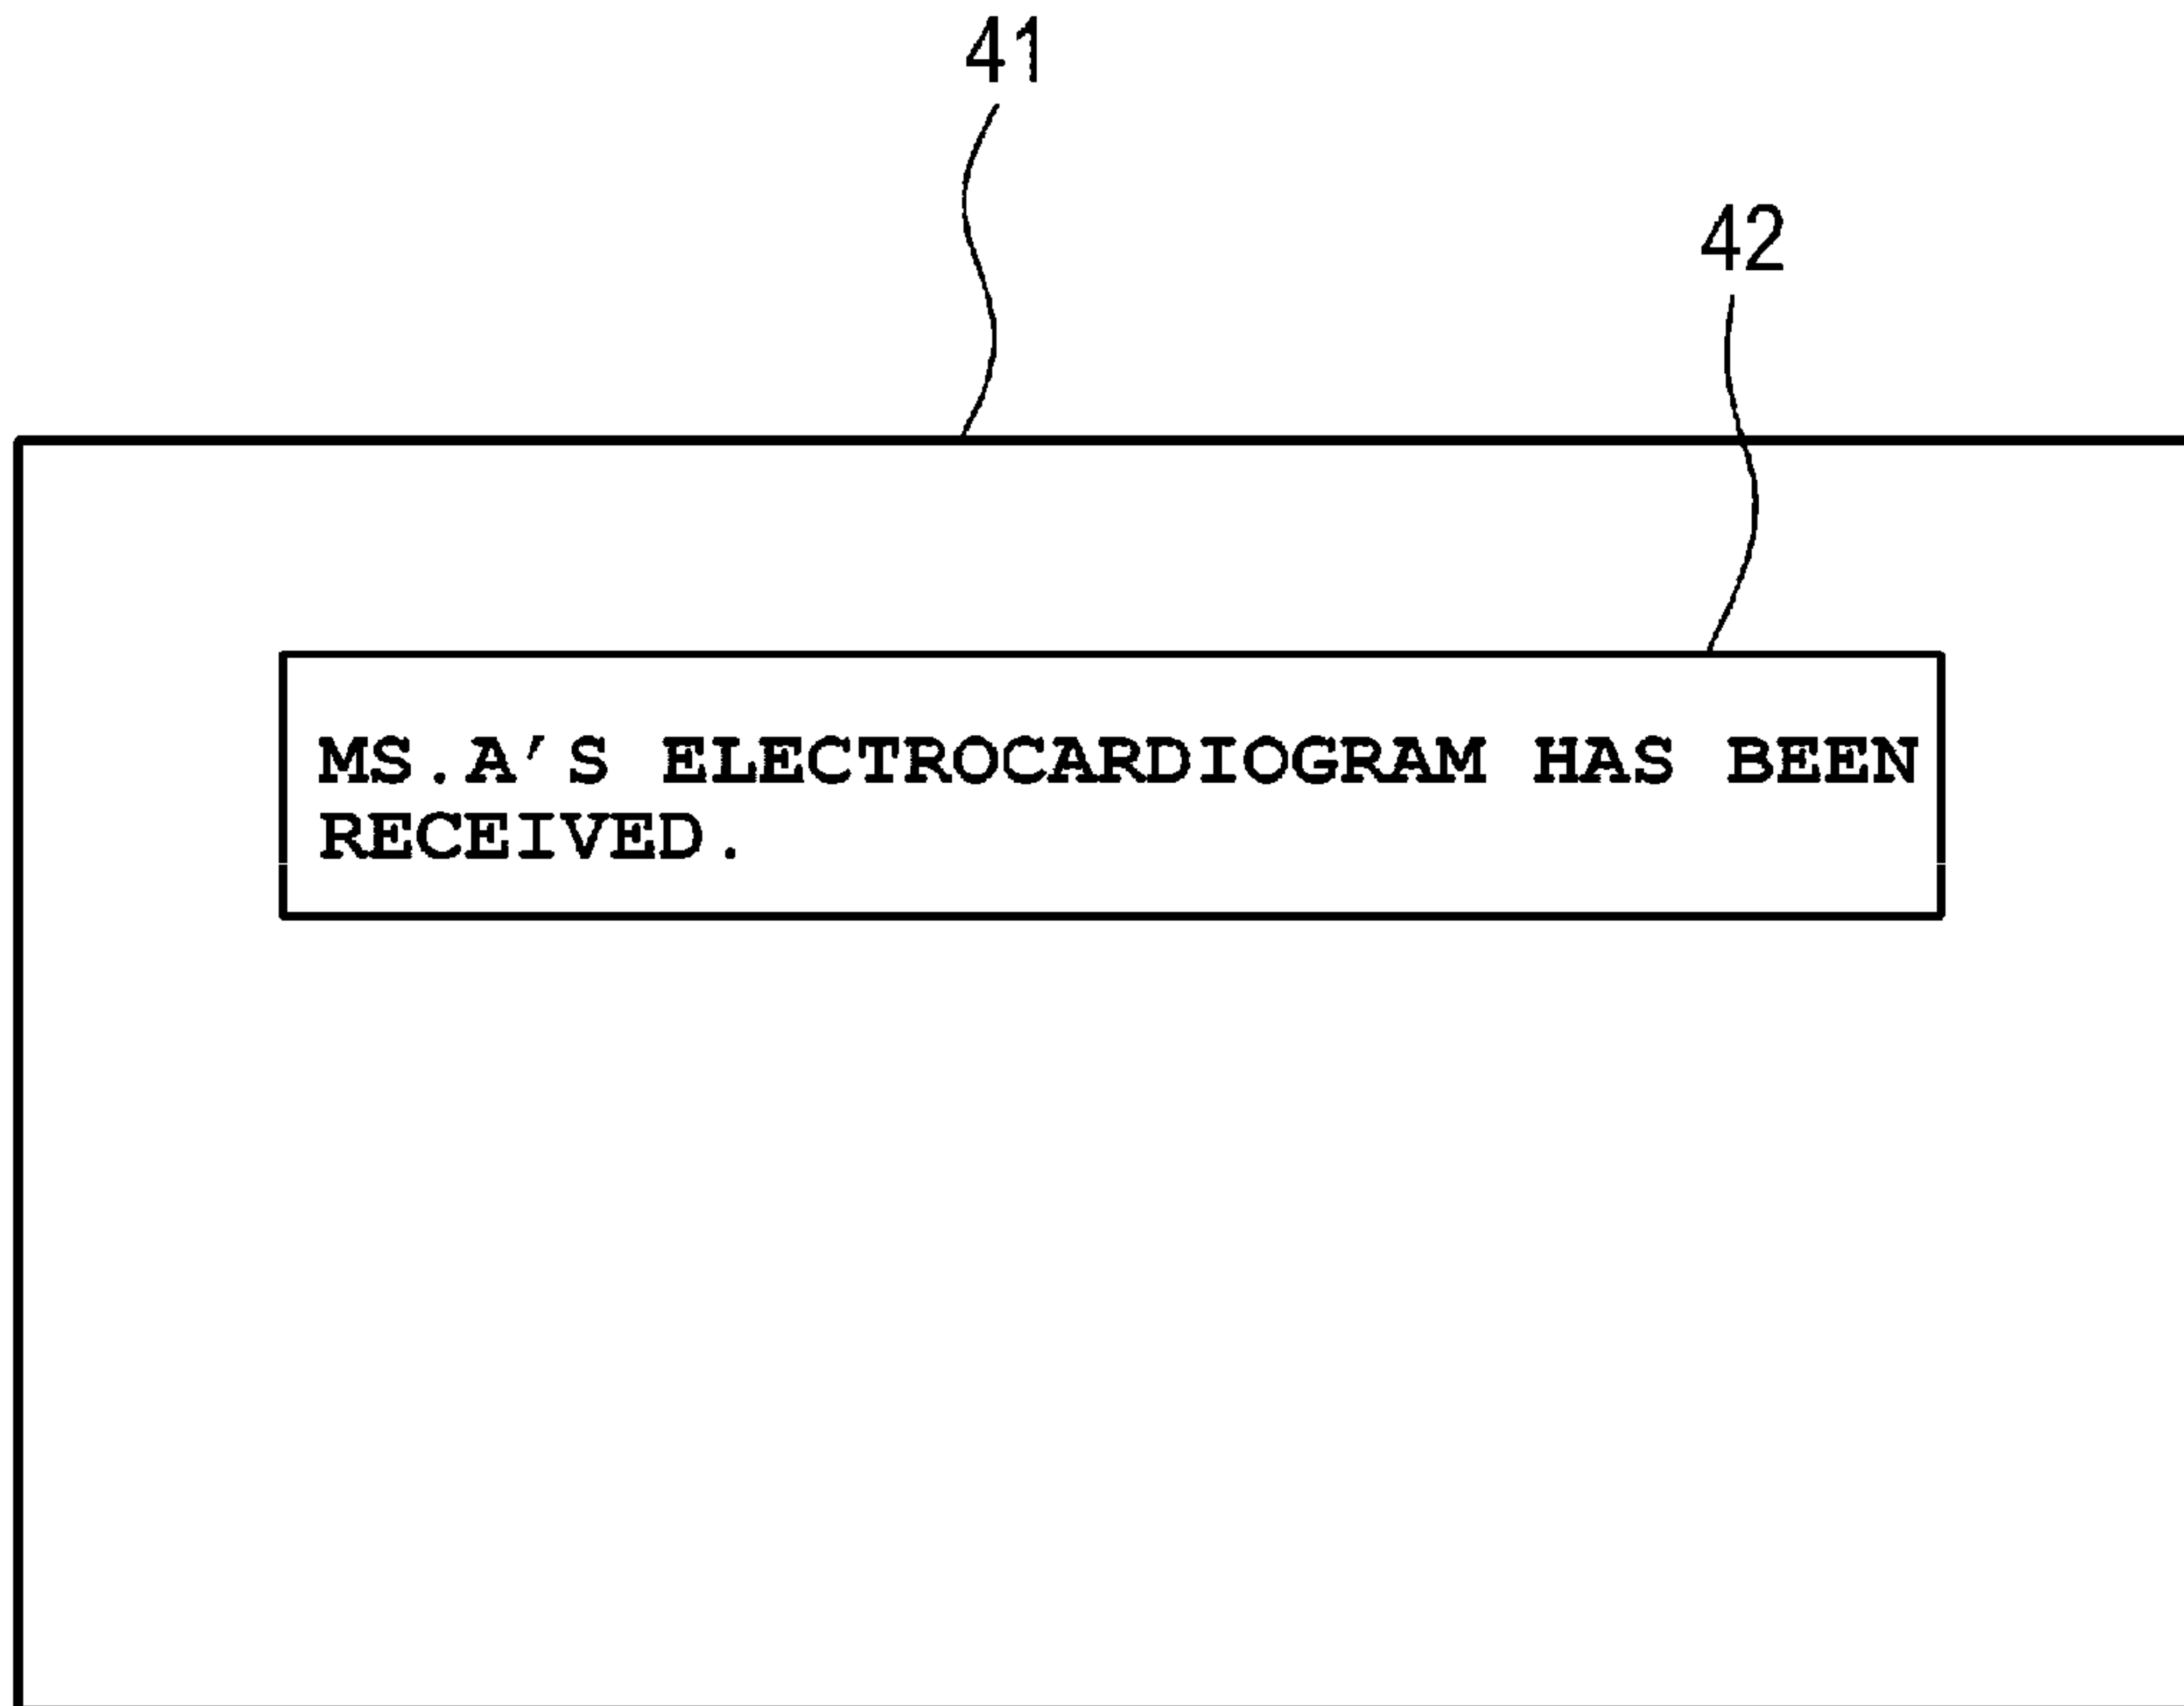 41
42
MS.A'S ELECTROCARDIOGRAM HAS BEEN
RECEIVED.